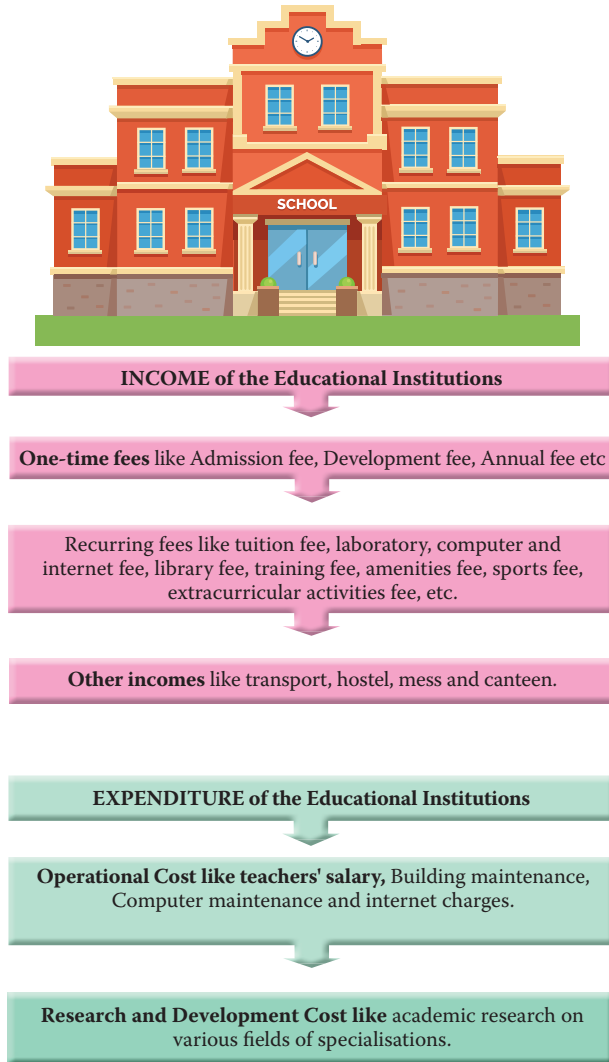 SCHOOL
INCOME of the Educational Institutions
One-time fees like Admission fee, Development fee, Annual fee etc
Recurring fees like tuition fee, laboratory, computer and
internet fee, library fee, training fee, amenities fee, sports fee,
extracurricular activities fee, etc.
Other incomes like transport, hostel, mess and canteen.
EXPENDITURE of the Educational Institutions
Operational Cost like teachers' salary, Building maintenance,
Computer maintenance and internet charges.
Research and Development Cost like academic research on
various fields of specialisations.